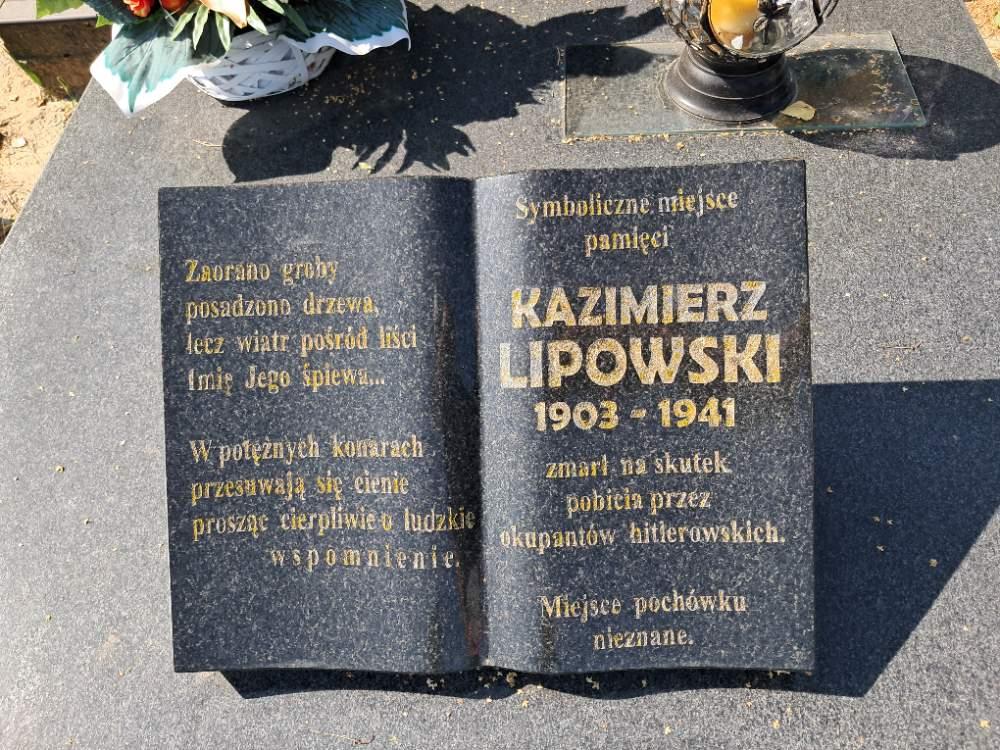 Zaorano groby
posadzono drzewa,
lecz wiatr pośród liści
Imię Jego śpiewa...
W potężnych konarach
przesuwają się cienie
prosząc cierpliwie o ludzkie
wspomnienie.
Symboliczne miejsce
pamięci
KAZIMIERZ
LIPOWSKI
1903 - 1941
zmarł na skutek
pobicia przez
okupantów hitlerowskich.
Miejsce pochówku
nieznane.